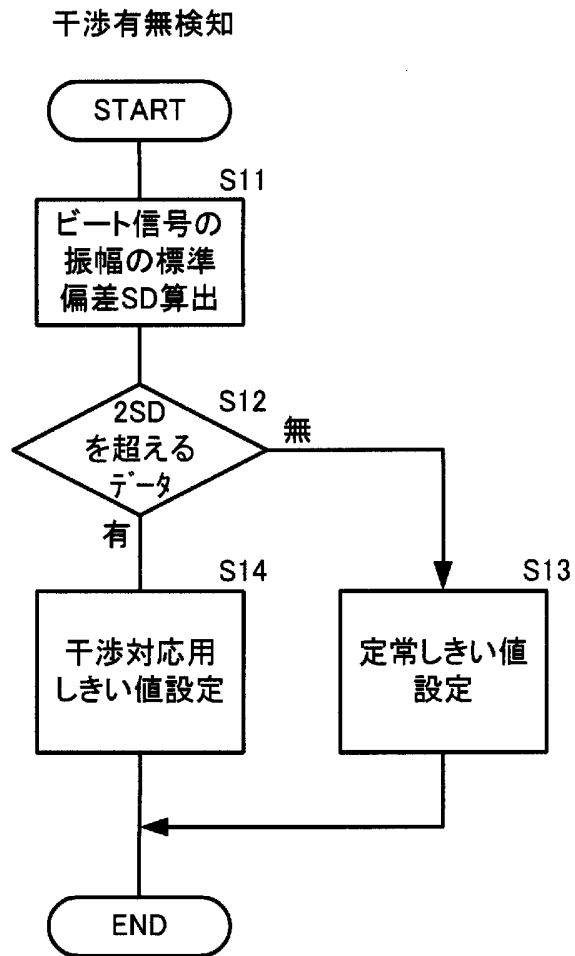 干渉有無検知
START
S11
ビート信号の
振幅の標準
偏差SD算出
S12
2SD
を超える
データ
無
有
S14
干渉対応用
しきい値設定
S13
定常しきい値
設定
END